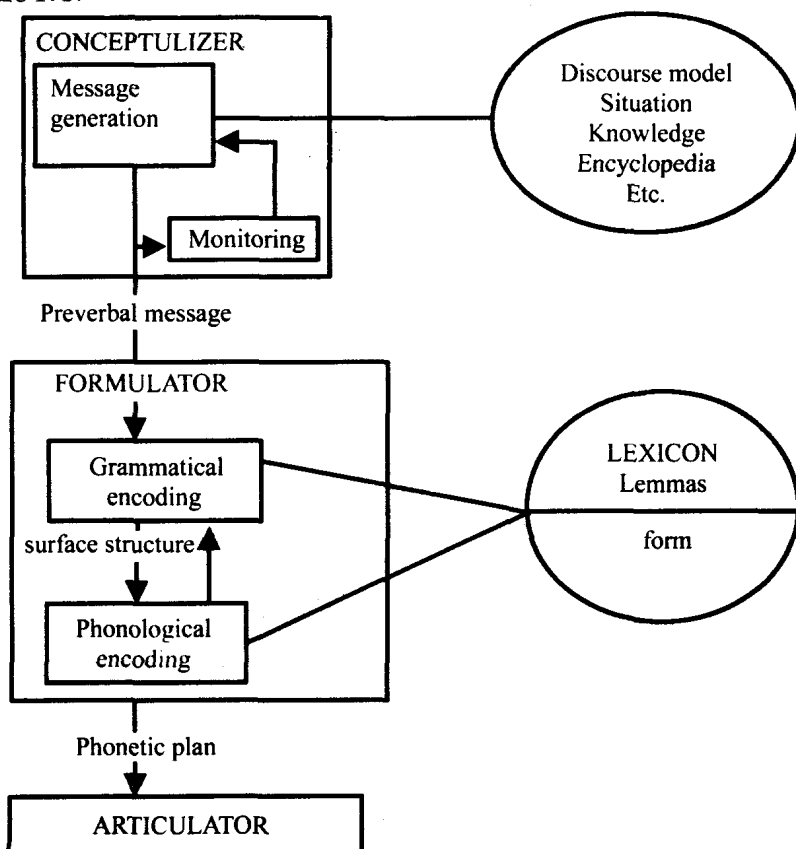 CONCEPTULIZER
Message
generation
Monitoring
Discourse model
Situation
Knowledge
Encyclopedia
Etc.
Preverbal message
FORMULATOR
Grammatical
encoding
surface structure
Phonological
encoding
LEXICON
Lemmas
form
Phonetic plan
ARTICULATOR